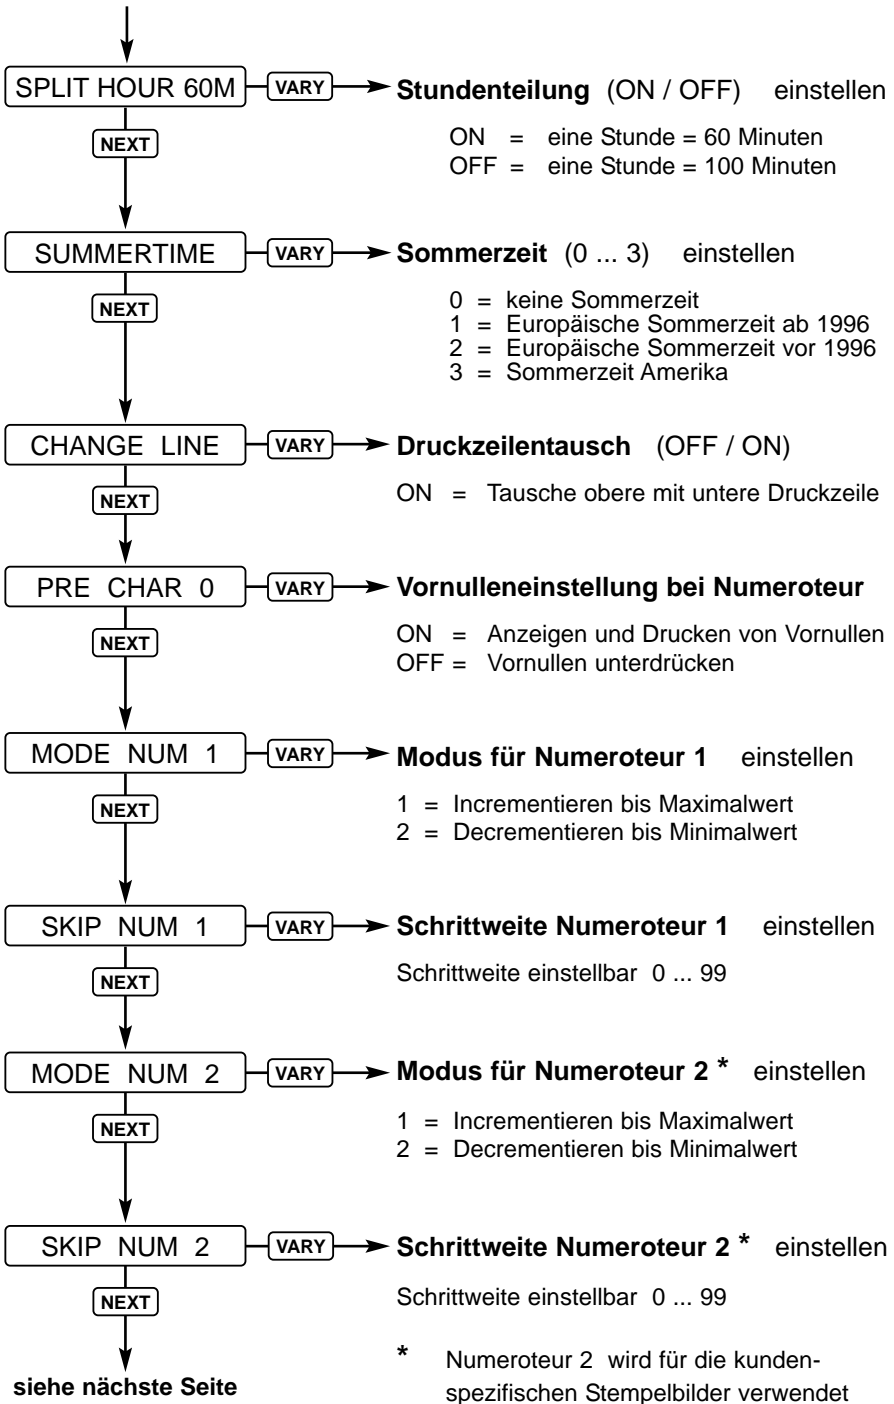 SPLIT HOUR 60M VARY Stundenteilung (ON / OFF) einstellen
NEXT
ON = eine Stunde = 60 Minuten
OFF = eine Stunde = 100 Minuten
SUMMERTIME VARY Sommerzeit (0 ... 3) einstellen
NEXT
0 = keine Sommerzeit
1 = Europäische Sommerzeit ab 1996
2 = Europäische Sommerzeit vor 1996
3 = Sommerzeit Amerika
CHANGE LINE VARY Druckzeilentausch (OFF / ON)
NEXT
ON = Tausche obere mit untere Druckzeile
PRE CHAR 0 VARY Vornulleneinstellung bei Numeroteur
NEXT
ON = Anzeigen und Drucken von Vornullen
OFF = Vornullen unterdrücken
MODE NUM 1 VARY Modus für Numeroteur 1 einstellen
NEXT
1 = Incrementieren bis Maximalwert
2 = Decrementieren bis Minimalwert
SKIP NUM 1 VARY Schrittweite Numeroteur 1 einstellen
NEXT
Schrittweite einstellbar 0 ... 99
MODE NUM 2 VARY Modus für Numeroteur 2 * einstellen
NEXT
1 = Incrementieren bis Maximalwert
2 = Decrementieren bis Minimalwert
SKIP NUM 2 VARY Schrittweite Numeroteur 2 * einstellen
NEXT
Schrittweite einstellbar 0 ... 99
siehe nächste Seite
* Numeroteur 2 wird für die kunden-
spezifischen Stempelbilder verwendet